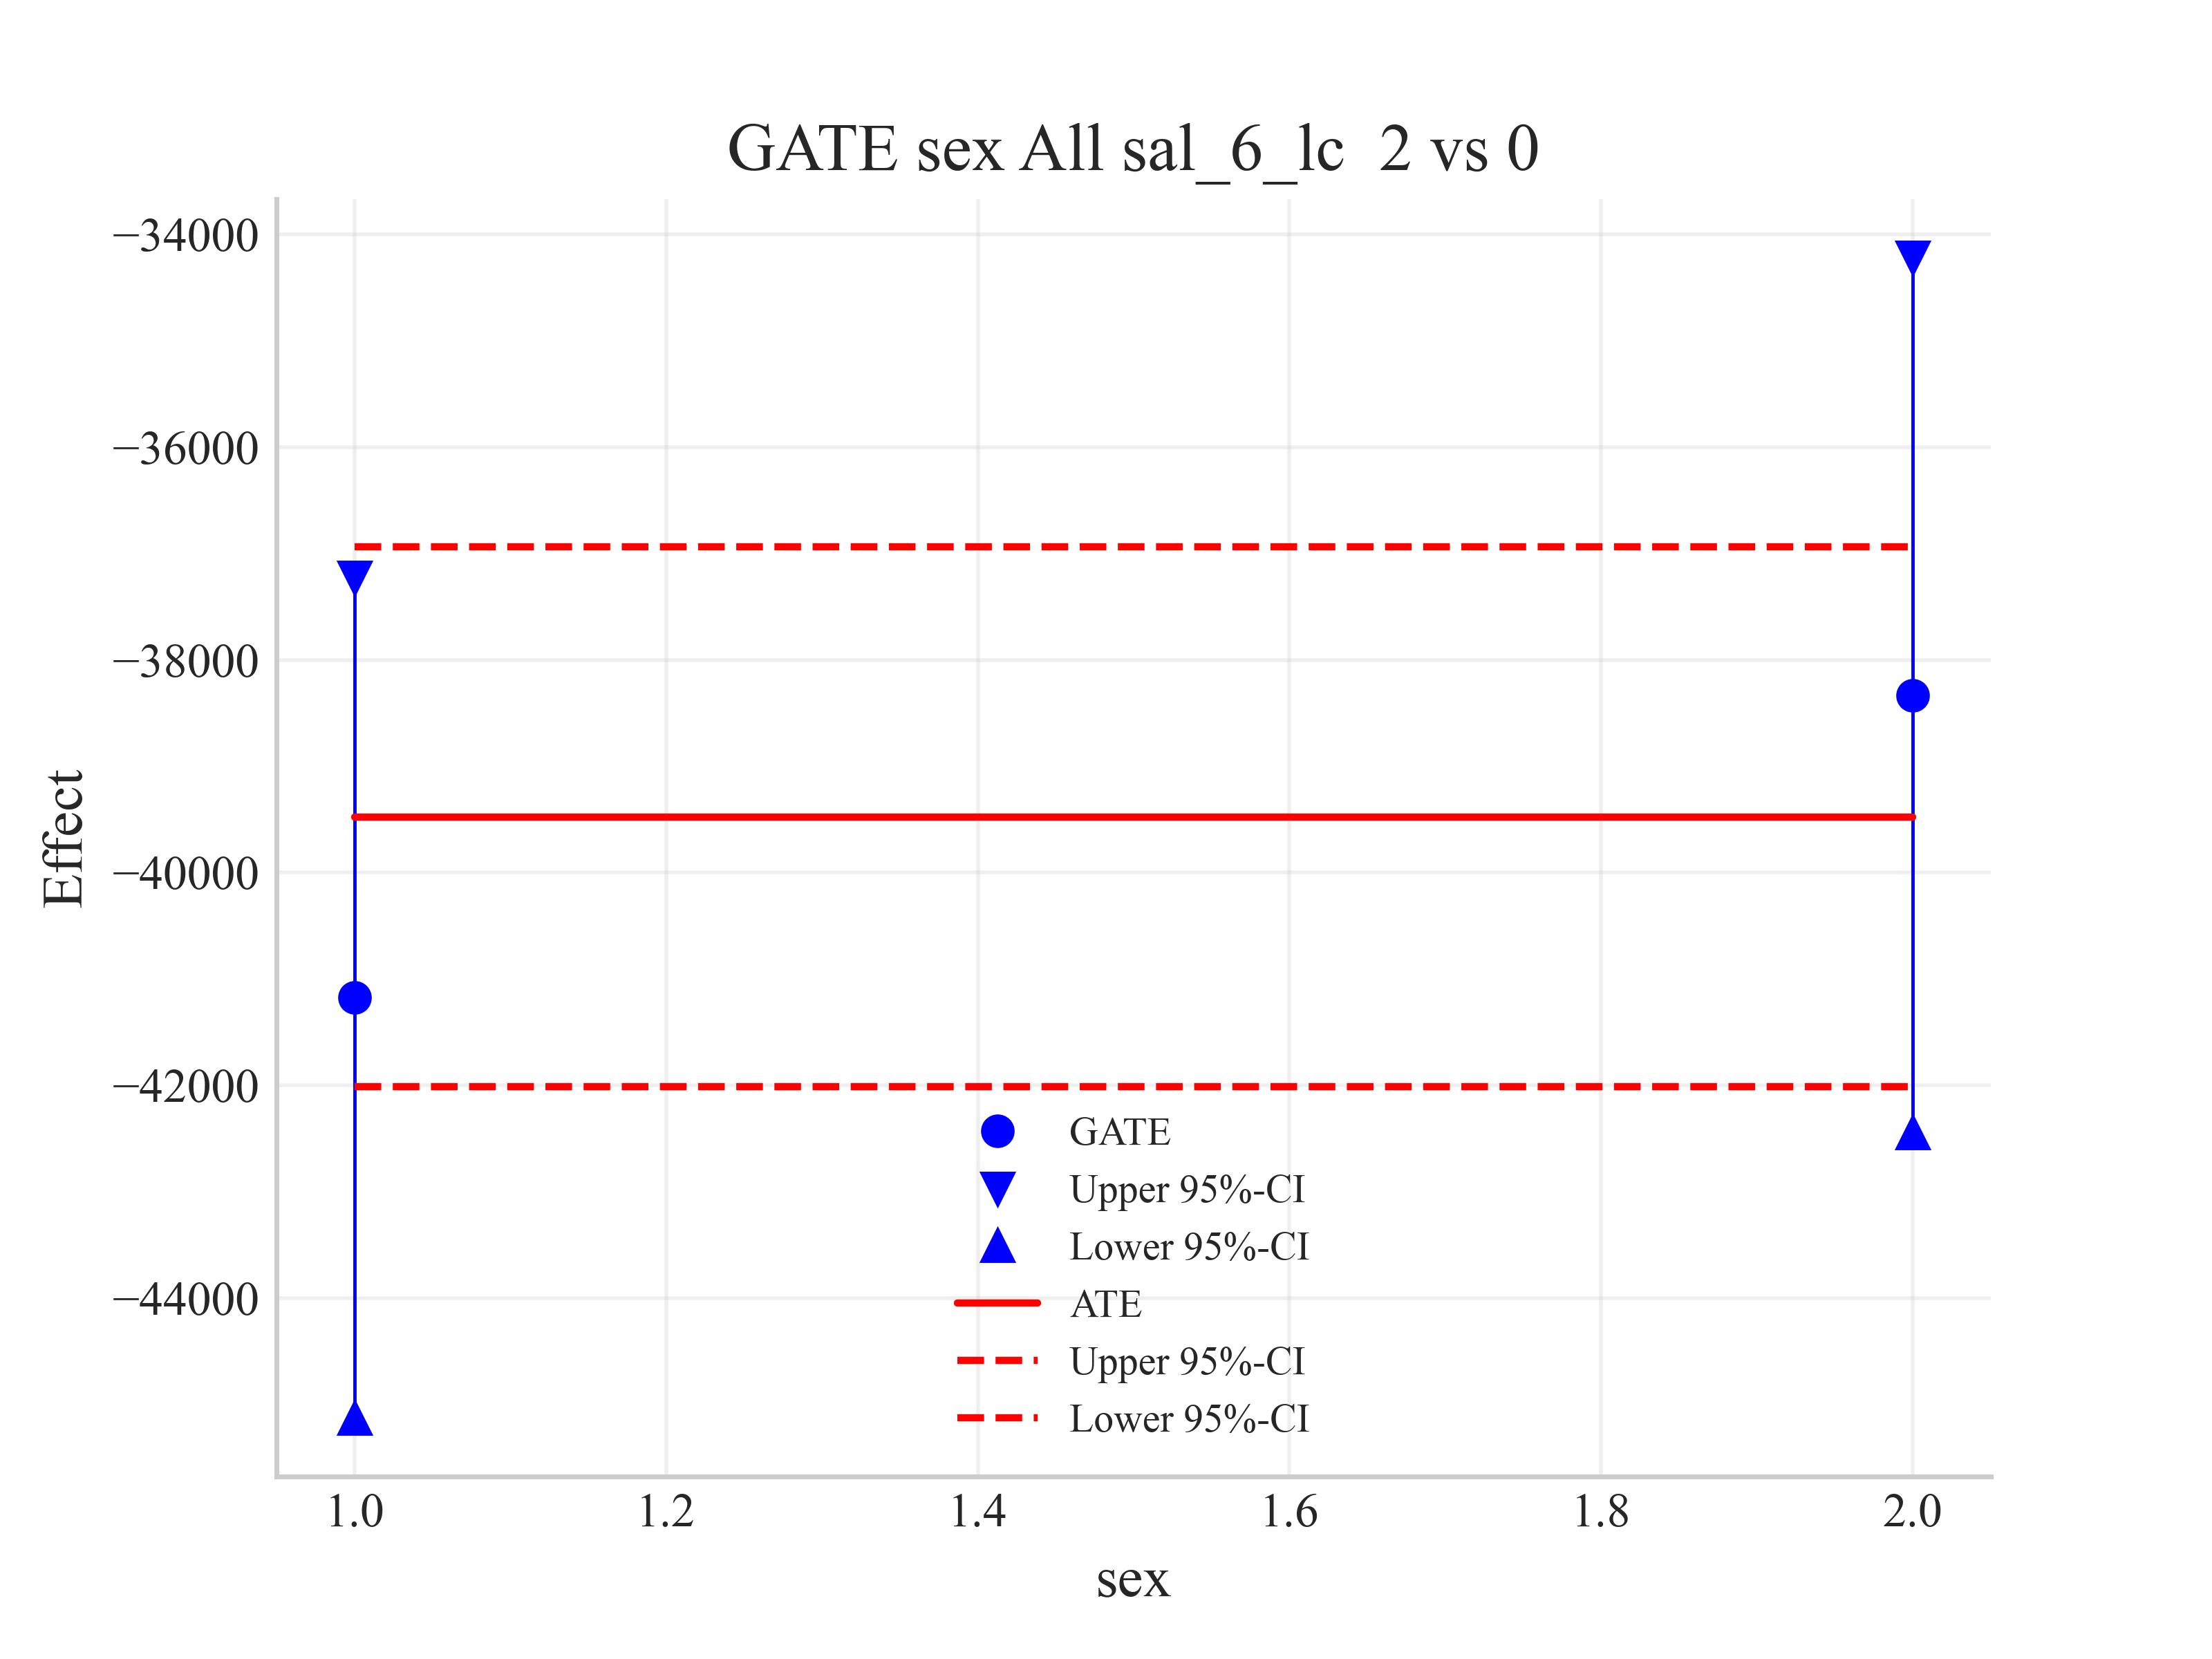 GATE sex All sal_6_lc  2 vs 0
−34000
−36000
−38000
−40000
−42000
−44000
Effect
GATE
Upper 95%-CI
Lower 95%-CI
ATE
Upper 95%-CI
Lower 95%-CI
1.0 1.2 1.4 1.6 1.8 2.0
sex